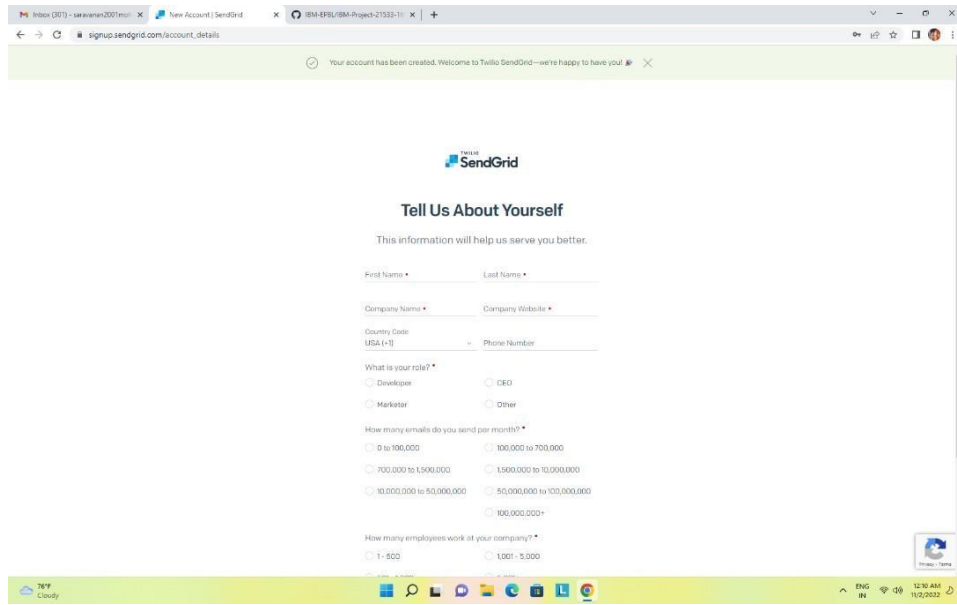 Inbox (301) - saravanan2001mut
New Account | SendGrid
IBM-EPBL/IBM-Project-21533-16
signup.sendgrid.com/account_details
Your account has been created. Welcome to Twilio SendGrid—we're happy to have you! 🎉
TWILIO
SendGrid
Tell Us About Yourself
This information will help us serve you better.
First Name • Last Name •
Company Name • Company Website •
Country Code
USA (+1) Phone Number
What is your role? •
Developer CEO
Marketer Other
How many emails do you send per month? •
0 to 100,000 100,000 to 700,000
700,000 to 1,500,000 1,500,000 to 10,000,000
10,000,000 to 50,000,000 50,000,000 to 100,000,000
100,000,000+
How many employees work at your company? •
1 - 500 1,001 - 5,000
Privacy - Terms
76°F
Cloudy
ENG
IN
12:10 AM
11/2/2022